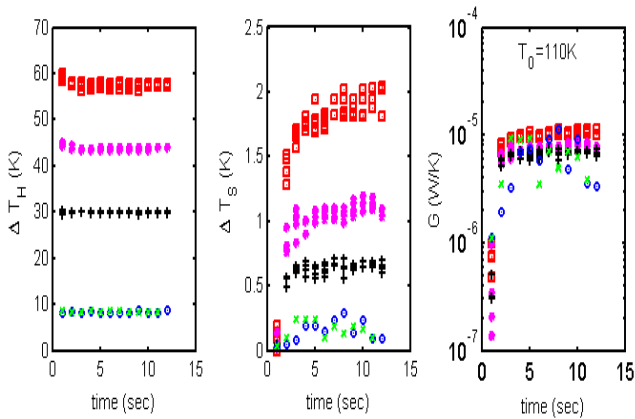 70
60
50
40
30
20
10
0
0 5 10 15
Δ T_H (K)
time (sec)
2.5
2
1.5
1
0.5
0
0 5 10 15
Δ T_S (K)
time (sec)
10^-4
10^-5
10^-6
10^-7
0 5 10 15
G (W/K)
time (sec)
T_0=110K